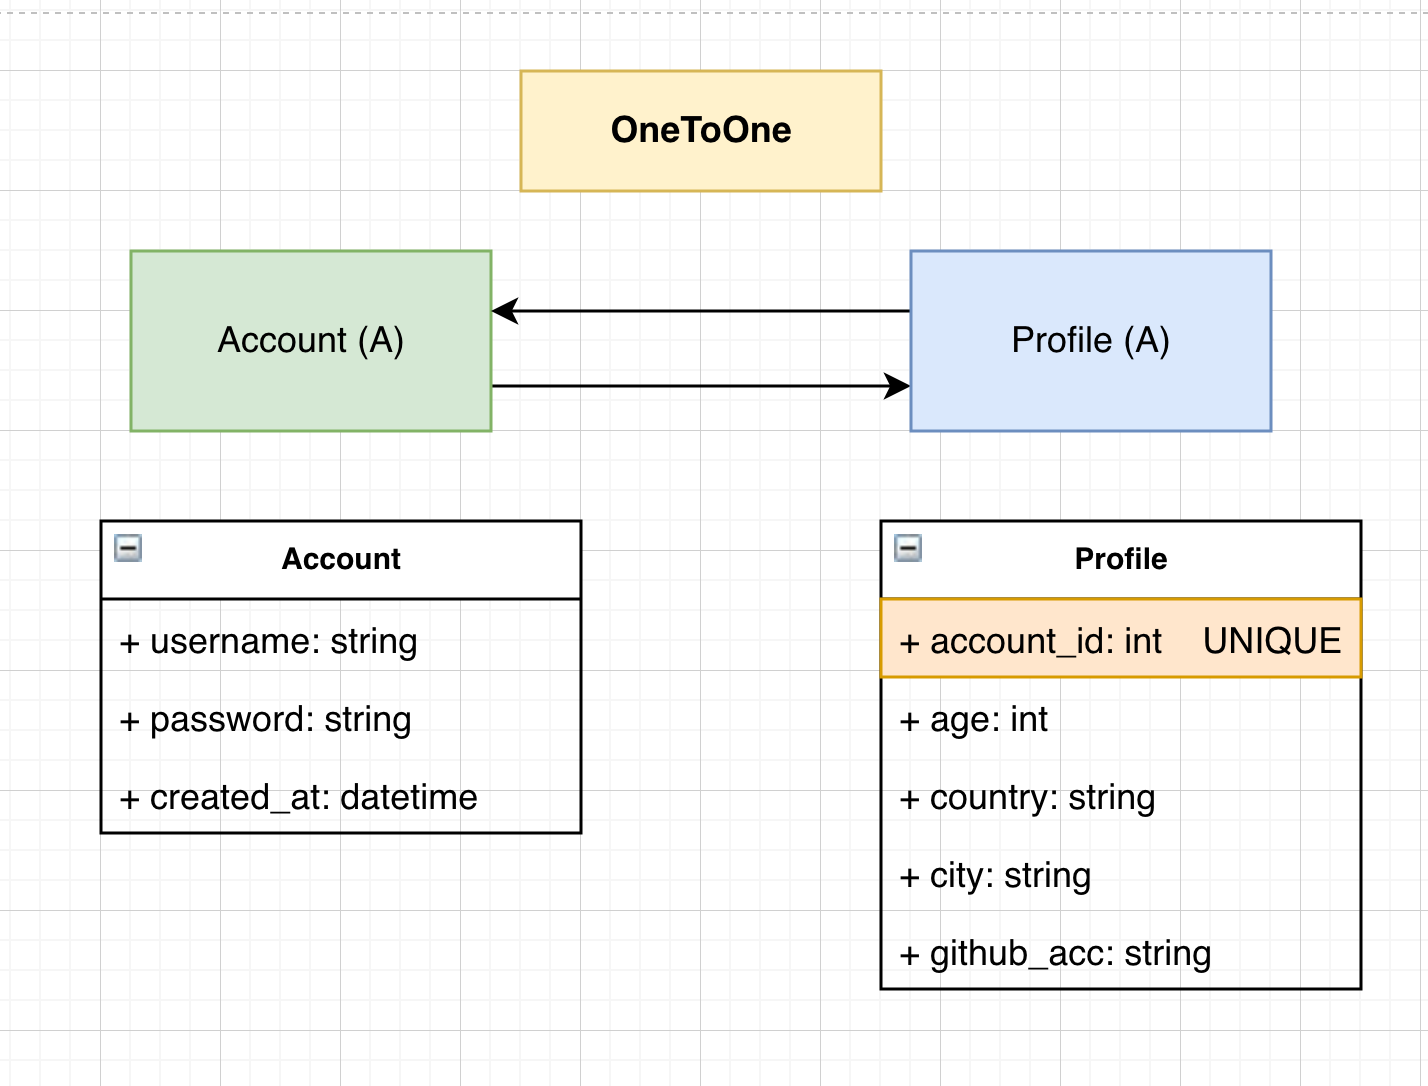 OneToOne
Account (A)
Profile (A)
Account
+ username: string
+ password: string
+ created_at: datetime
Profile
+ account_id: int    UNIQUE
+ age: int
+ country: string
+ city: string
+ github_acc: string